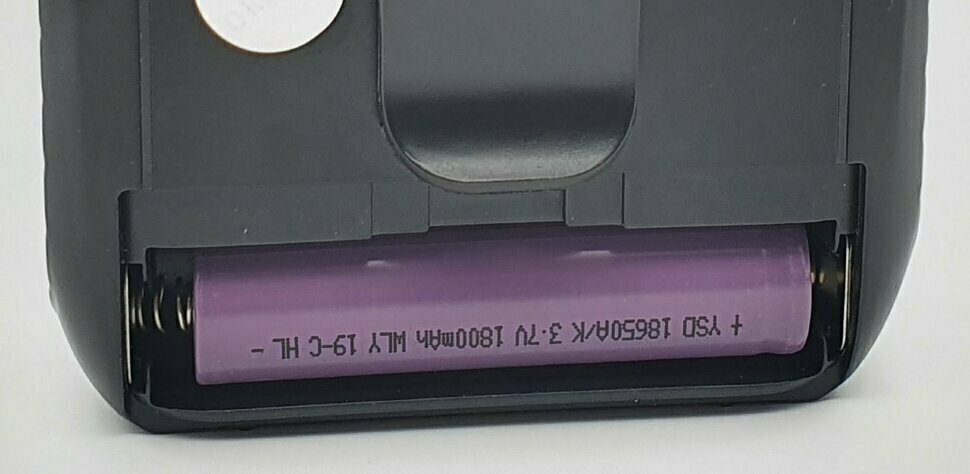 + YSD 18650A/K 3.7V 1800mAh WLY 19-C HL -